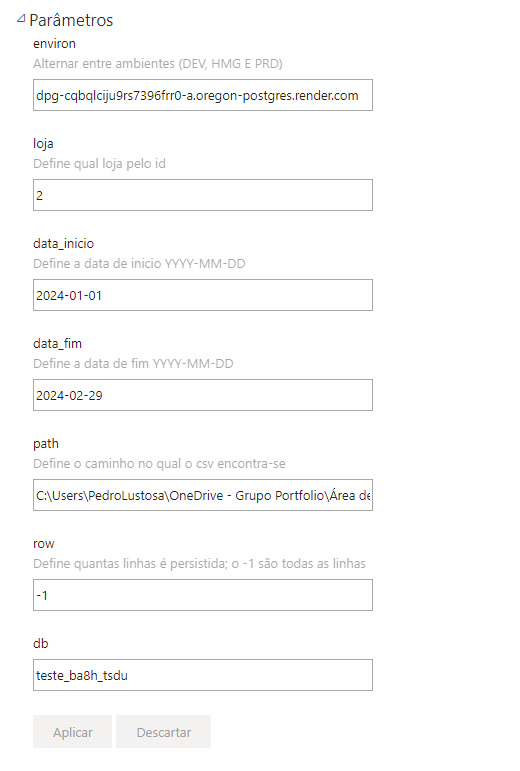 Parâmetros
environ
Alternar entre ambientes (DEV, HMG E PRD)
dpg-cqbqlciju9rs7396frr0-a.oregon-postgres.render.com
loja
Define qual loja pelo id
2
data_inicio
Define a data de inicio YYYY-MM-DD
2024-01-01
data_fim
Define a data de fim YYYY-MM-DD
2024-02-29
path
Define o caminho no qual o csv encontra-se
C:\Users\PedroLustosa\OneDrive - Grupo Portfolio\Área de
row
Define quantas linhas é persistida; o -1 são todas as linhas
-1
db
teste_ba8h_tsdu
Aplicar Descartar